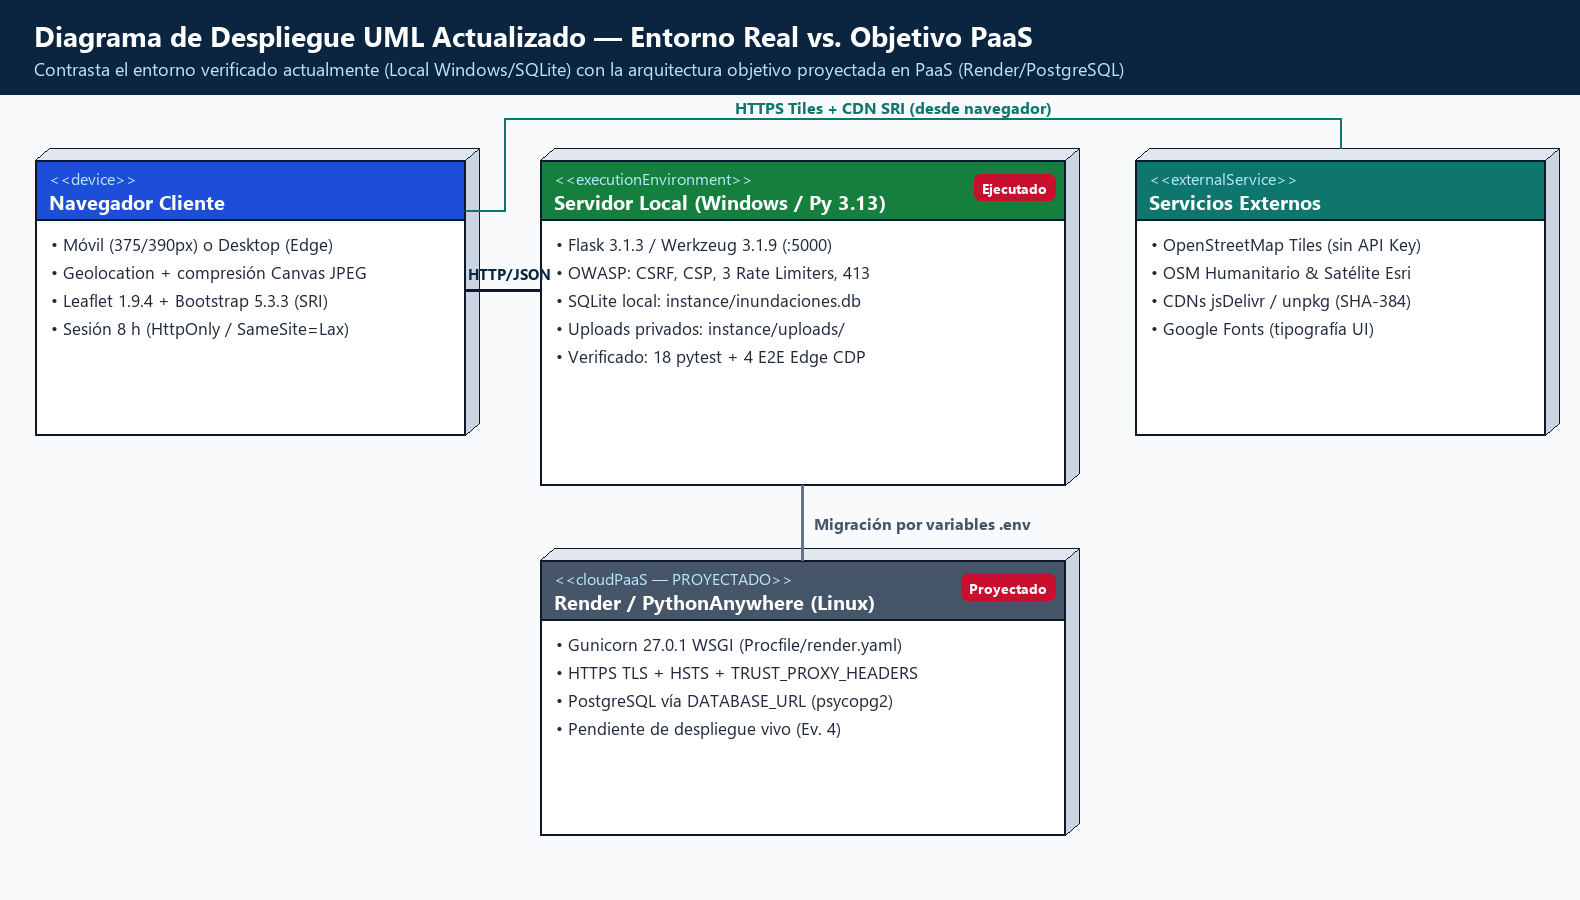 Diagrama de Despliegue UML Actualizado — Entorno Real vs. Objetivo PaaS
Contrasta el entorno verificado actualmente (Local Windows/SQLite) con la arquitectura objetivo proyectada en PaaS (Render/PostgreSQL)
HTTPS Tiles + CDN SRI (desde navegador)
<<device>>
Navegador Cliente
• Móvil (375/390px) o Desktop (Edge)
• Geolocation + compresión Canvas JPEG
• Leaflet 1.9.4 + Bootstrap 5.3.3 (SRI)
• Sesión 8 h (HttpOnly / SameSite=Lax)
HTTP/JSON
<<executionEnvironment>>
Servidor Local (Windows / Py 3.13)
Ejecutado
• Flask 3.1.3 / Werkzeug 3.1.9 (:5000)
• OWASP: CSRF, CSP, 3 Rate Limiters, 413
• SQLite local: instance/inundaciones.db
• Uploads privados: instance/uploads/
• Verificado: 18 pytest + 4 E2E Edge CDP
<<externalService>>
Servicios Externos
• OpenStreetMap Tiles (sin API Key)
• OSM Humanitario & Satélite Esri
• CDNs jsDelivr / unpkg (SHA-384)
• Google Fonts (tipografía UI)
Migración por variables .env
<<cloudPaaS — PROYECTADO>>
Render / PythonAnywhere (Linux)
Proyectado
• Gunicorn 27.0.1 WSGI (Procfile/render.yaml)
• HTTPS TLS + HSTS + TRUST_PROXY_HEADERS
• PostgreSQL vía DATABASE_URL (psycopg2)
• Pendiente de despliegue vivo (Ev. 4)